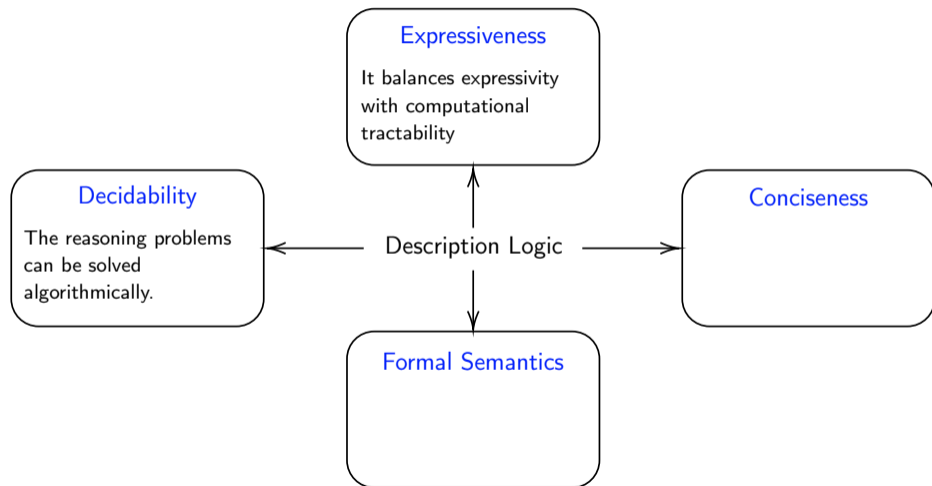 Expressiveness
It balances expressivity
with computational
tractability
Decidability
The reasoning problems
can be solved
algorithmically.
Description Logic
Conciseness
Formal Semantics